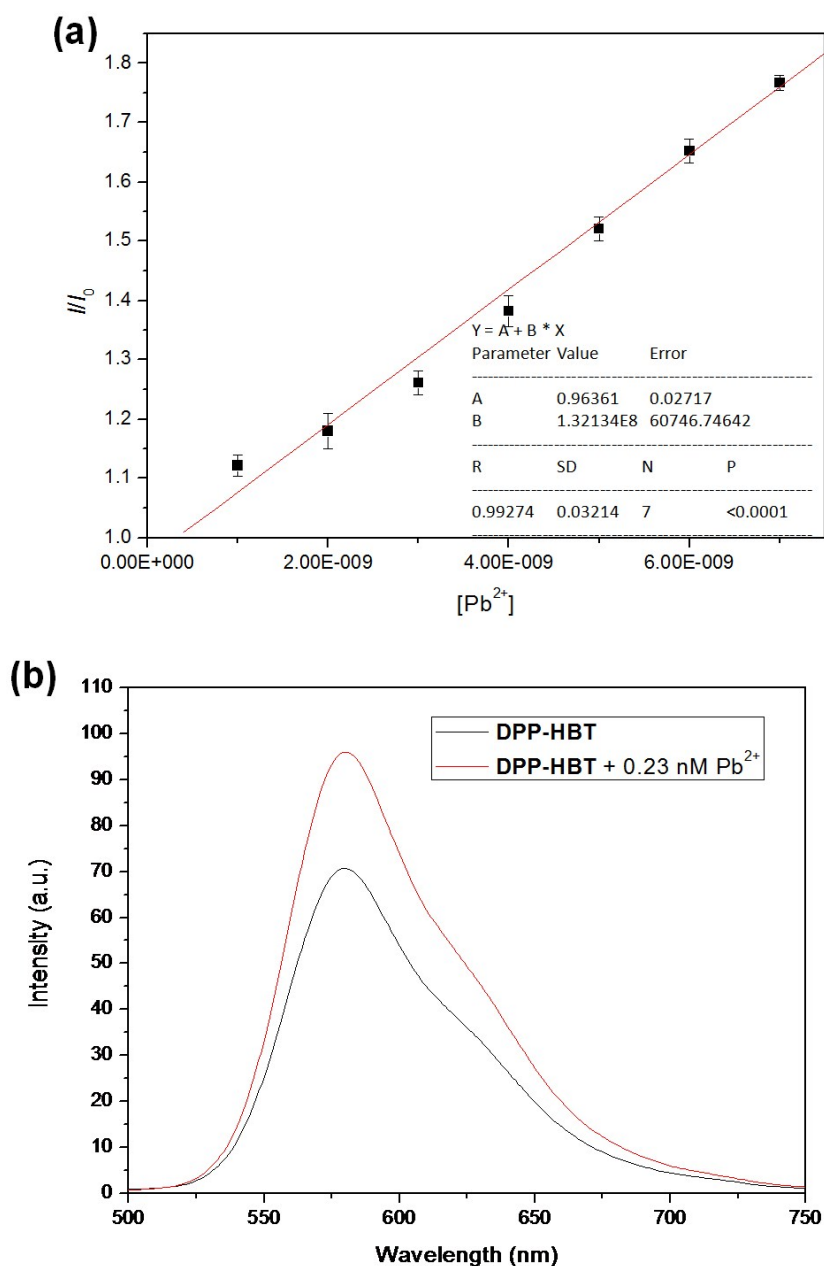 (a)
1.8
1.7
1.6
1.5
1.4
1.3
1.2
1.1
1.0
I/I₀
Y = A + B * X
Parameter Value Error
------------------------------------------------------------
A 0.96361 0.02717
B 1.32134E8 60746.74642
------------------------------------------------------------
R SD N P
------------------------------------------------------------
0.99274 0.03214 7 <0.0001
------------------------------------------------------------
0.00E+000 2.00E-009 4.00E-009 6.00E-009
[Pb²⁺]
(b)
110
100
90
80
70
60
50
40
30
20
10
0
Intensity (a.u.)
DPP-HBT
DPP-HBT + 0.23 nM Pb²⁺
500 550 600 650 700 750
Wavelength (nm)